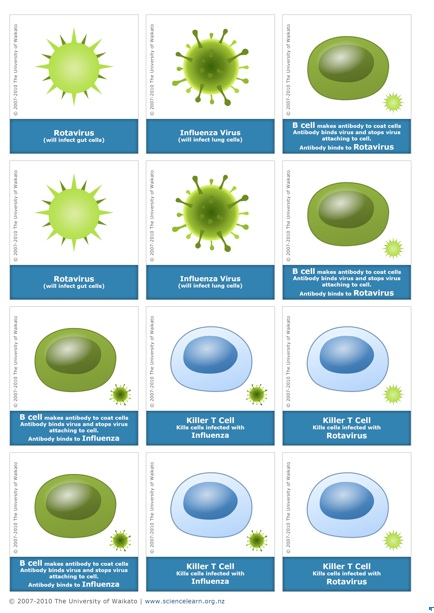 © 2007-2010 The University of Waikato
Rotavirus
(will infect gut cells)
© 2007-2010 The University of Waikato
Influenza Virus
(will infect lung cells)
© 2007-2010 The University of Waikato
B cell makes antibody to coat cells
Antibody binds virus and stops virus
attaching to cell.
Antibody binds to Rotavirus
© 2007-2010 The University of Waikato
Rotavirus
(will infect gut cells)
© 2007-2010 The University of Waikato
Influenza Virus
(will infect lung cells)
© 2007-2010 The University of Waikato
B cell makes antibody to coat cells
Antibody binds virus and stops virus
attaching to cell.
Antibody binds to Rotavirus
© 2007-2010 The University of Waikato
B cell makes antibody to coat cells
Antibody binds virus and stops virus
attaching to cell.
Antibody binds to Influenza
© 2007-2010 The University of Waikato
Killer T Cell
Kills cells infected with
Influenza
© 2007-2010 The University of Waikato
Killer T Cell
Kills cells infected with
Rotavirus
© 2007-2010 The University of Waikato
B cell makes antibody to coat cells
Antibody binds virus and stops virus
attaching to cell.
Antibody binds to Influenza
© 2007-2010 The University of Waikato
Killer T Cell
Kills cells infected with
Influenza
© 2007-2010 The University of Waikato
Killer T Cell
Kills cells infected with
Rotavirus
© 2007-2010 The University of Waikato | www.sciencelearn.org.nz